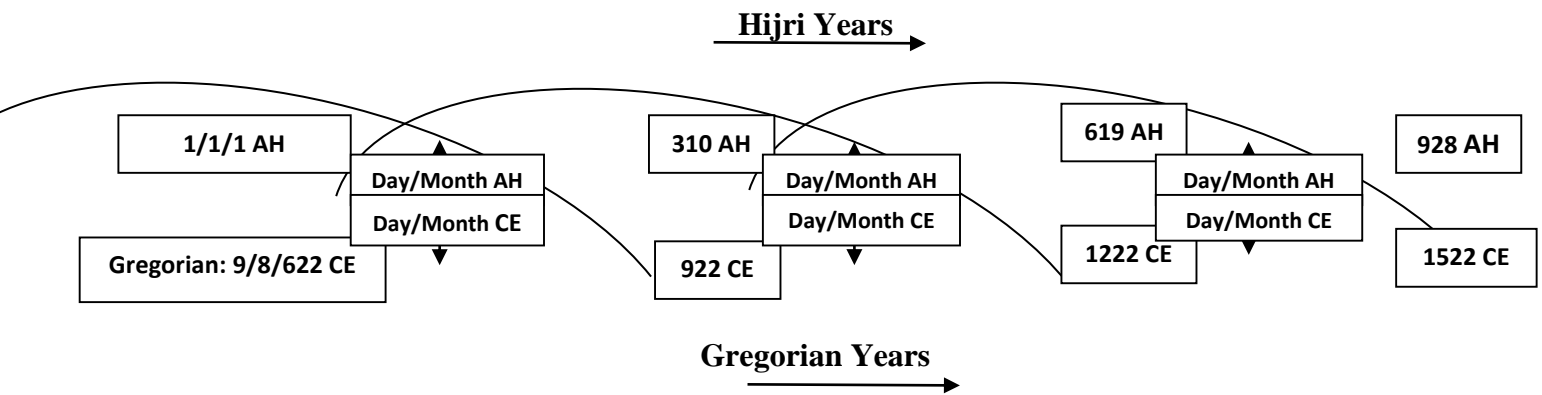 Hijri Years
1/1/1 AH
310 AH
619 AH
928 AH
Day/Month AH
Day/Month CE
Day/Month AH
Day/Month CE
Day/Month AH
Day/Month CE
Gregorian: 9/8/622 CE
922 CE
1222 CE
1522 CE
Gregorian Years